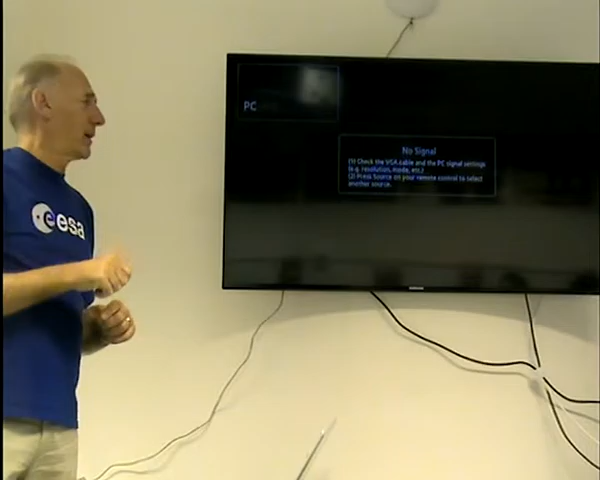 PC
No Signal
(1) Check the VGA cable and the PC signal settings
(e.g. resolution, mode, etc.)
(2) Press Source on your remote control to select
another source.
esa
SAMSUNG